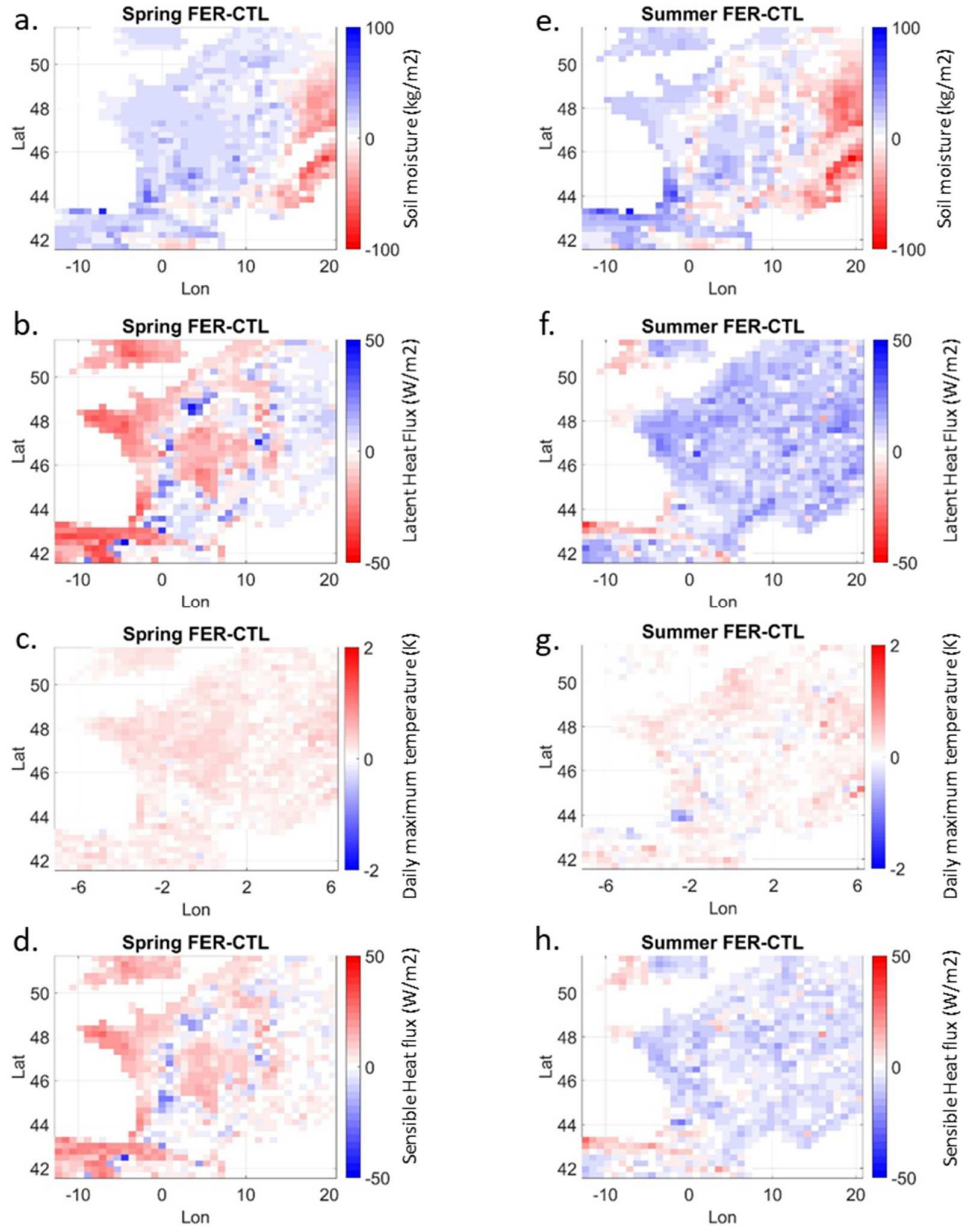 a.
Spring FER-CTL
50
48
46
44
42
Lat
-10
0
10
20
Lon
100
0
-100
Soil moisture (kg/m2)
e.
Summer FER-CTL
50
48
46
44
42
Lat
-10
0
10
20
Lon
100
0
-100
Soil moisture (kg/m2)
b.
Spring FER-CTL
50
48
46
44
42
Lat
-10
0
10
20
Lon
50
0
-50
Latent Heat Flux (W/m2)
f.
Summer FER-CTL
50
48
46
44
42
Lat
-10
0
10
20
Lon
50
0
-50
Latent Heat Flux (W/m2)
c.
Spring FER-CTL
50
48
46
44
42
Lat
-6
-2
2
6
Lon
2
0
-2
Daily maximum temperature (K)
g.
Summer FER-CTL
50
48
46
44
42
Lat
-6
-2
2
6
Lon
2
0
-2
Daily maximum temperature (K)
d.
Spring FER-CTL
50
48
46
44
42
Lat
-10
0
10
20
Lon
50
0
-50
Sensible Heat flux (W/m2)
h.
Summer FER-CTL
50
48
46
44
42
Lat
-10
0
10
20
Lon
50
0
-50
Sensible Heat flux (W/m2)